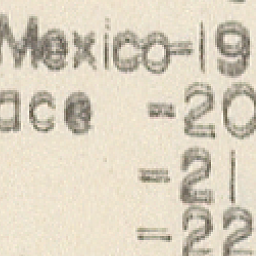 Mexico=19
ace =20
=21
=22